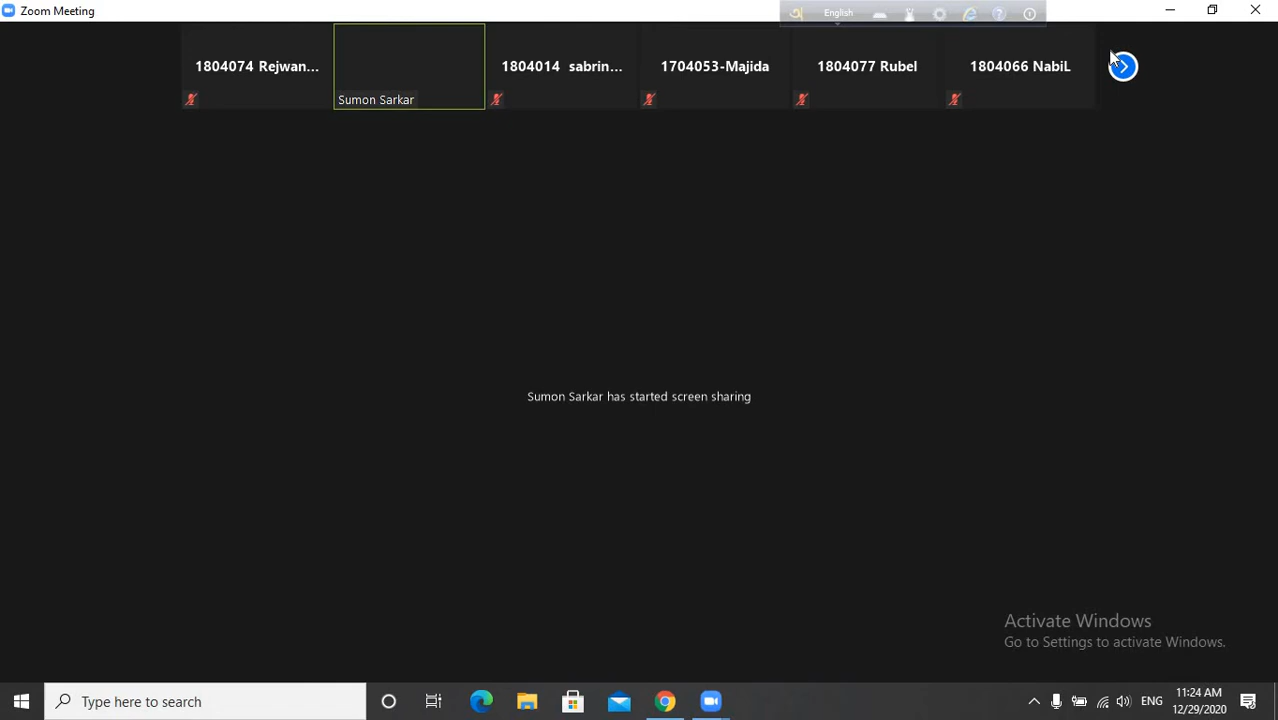 Zoom Meeting
অ English
1804074 Rejwan...
Sumon Sarkar
1804014 sabrin...
1704053-Majida
1804077 Rubel
1804066 NabiL
Sumon Sarkar has started screen sharing
Activate Windows
Go to Settings to activate Windows.
Type here to search
ENG
11:24 AM
12/29/2020